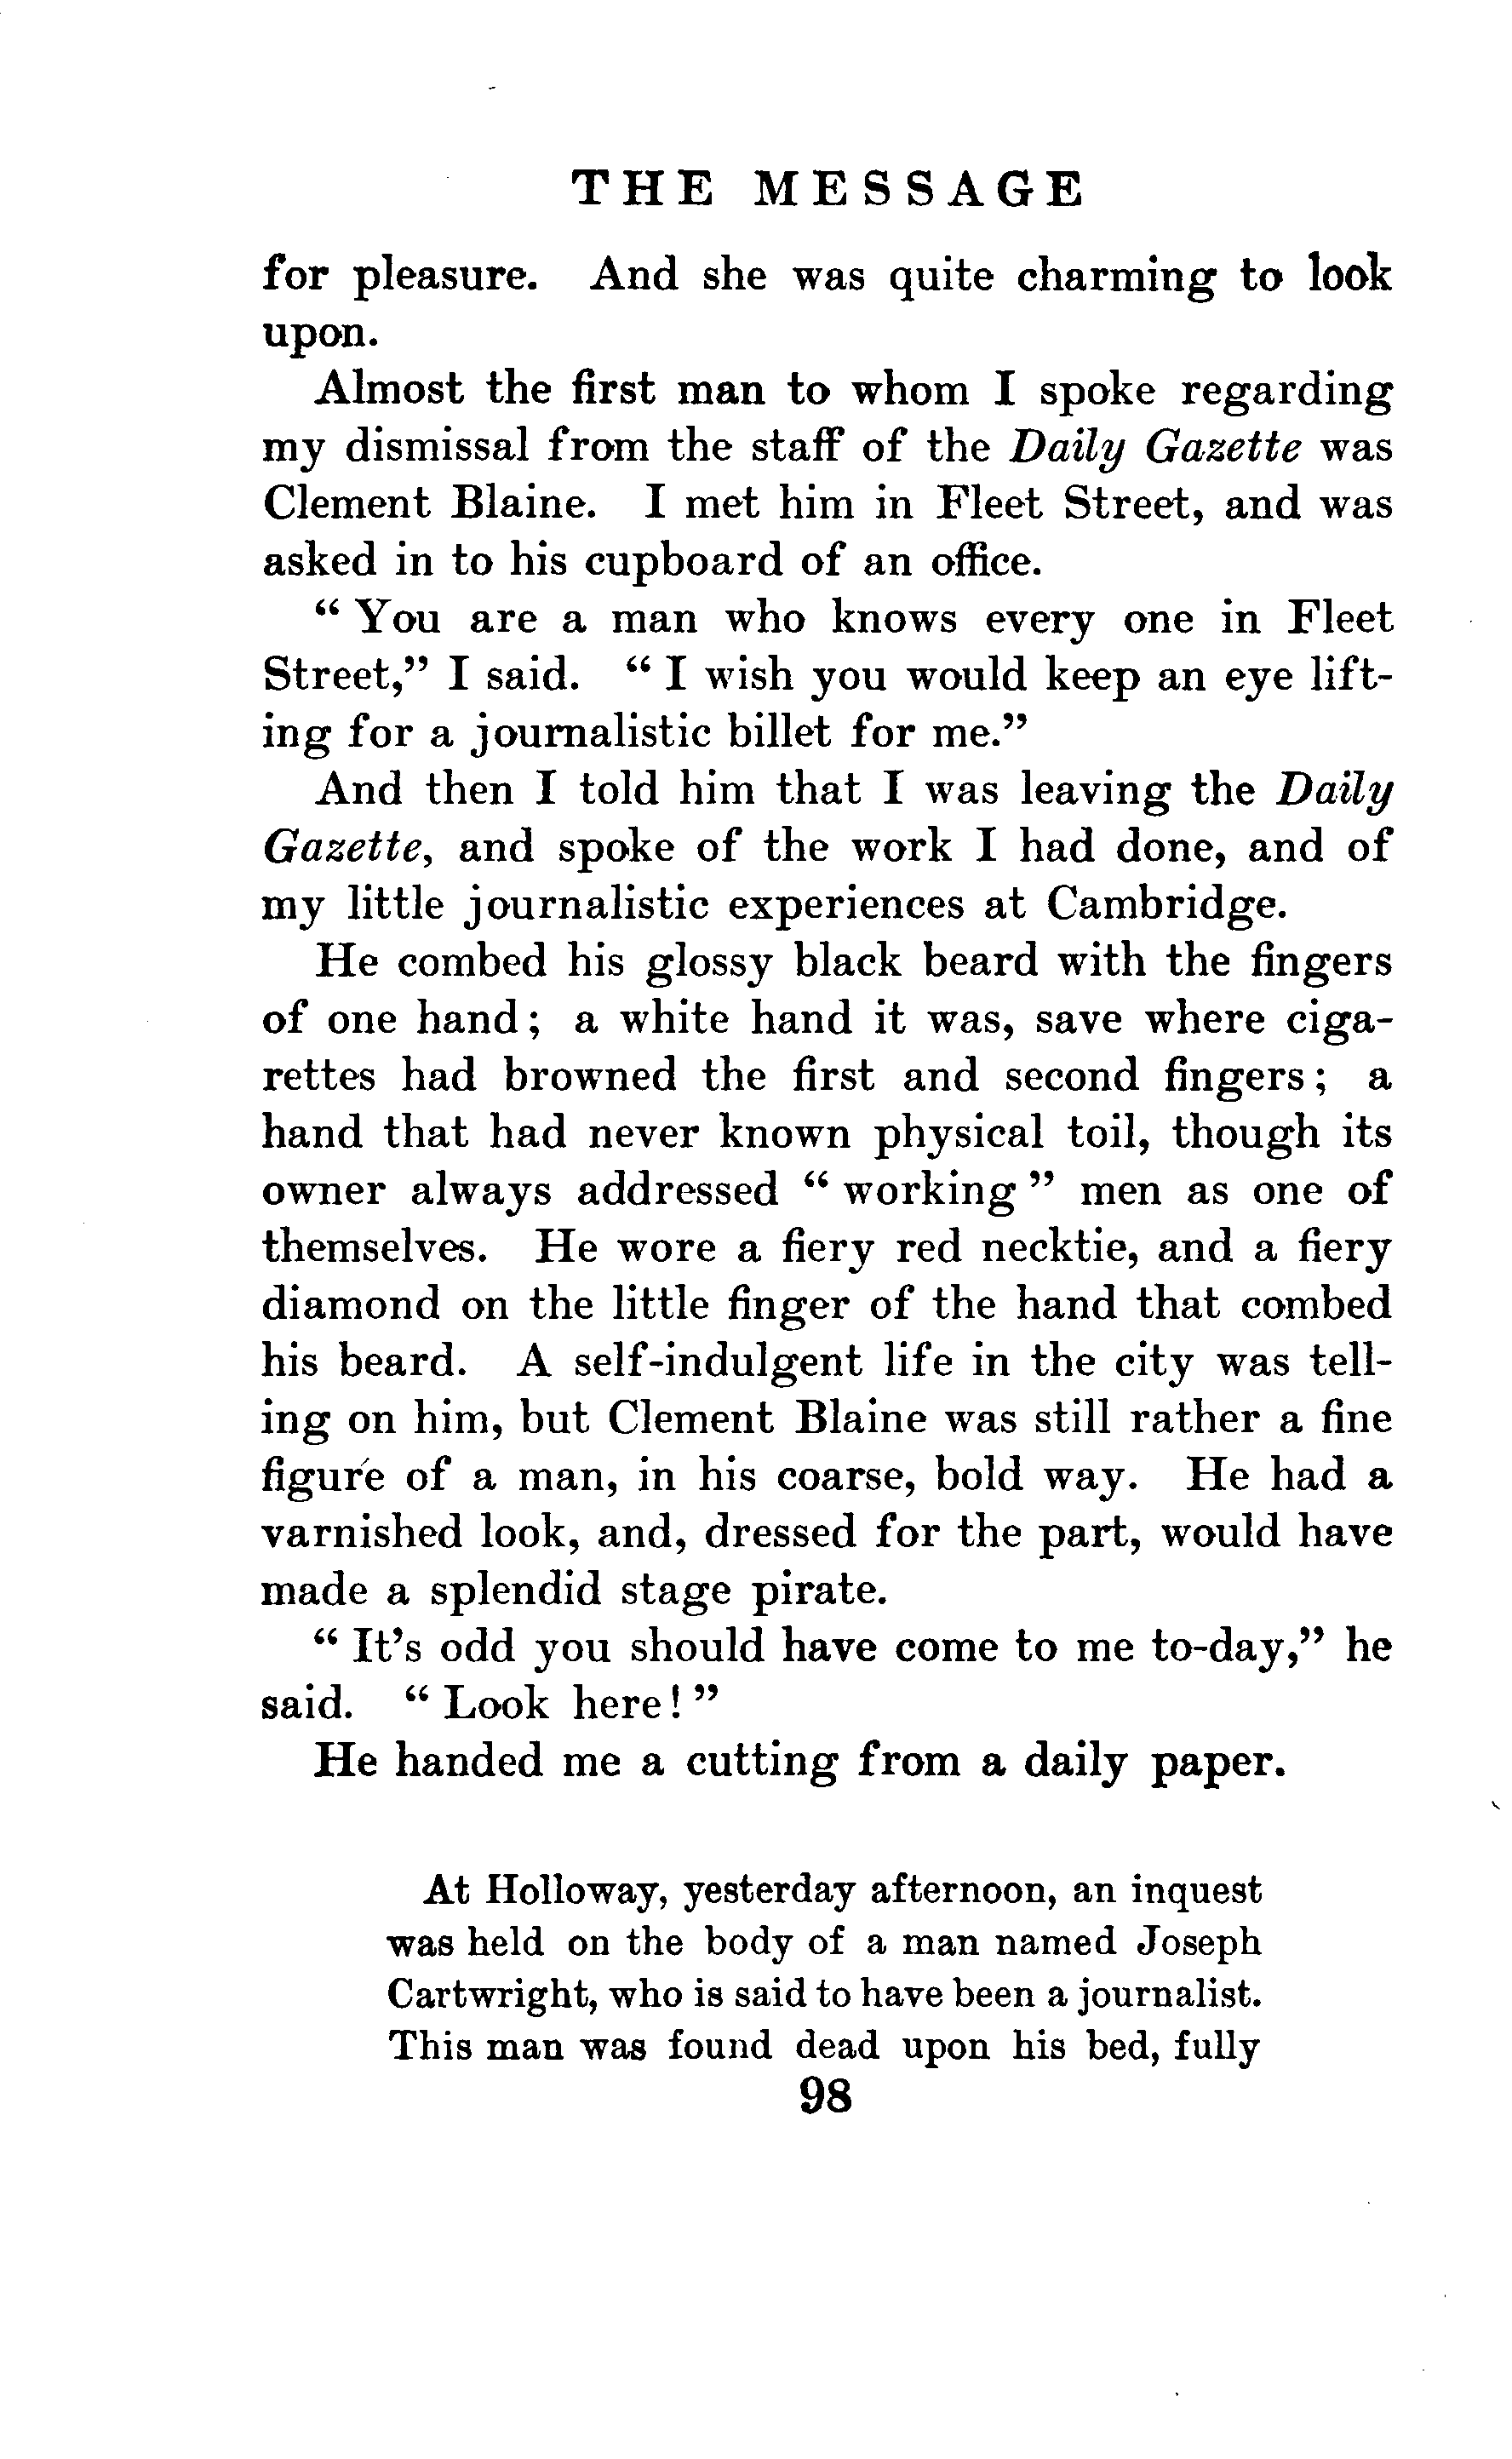 THE MESSAGE
for pleasure. And she was quite charming to look
upon.
Almost the first man to whom I spoke regarding
my dismissal from the staff of the Daily Gazette was
Clement Blaine. I met him in Fleet Street, and was
asked in to his cupboard of an office.
“ You are a man who knows every one in Fleet
Street,” I said. “ I wish you would keep an eye lift-
ing for a journalistic billet for me.”
And then I told him that I was leaving the Daily
Gazette, and spoke of the work I had done, and of
my little journalistic experiences at Cambridge.
He combed his glossy black beard with the fingers
of one hand ; a white hand it was, save where ciga-
rettes had browned the first and second fingers ; a
hand that had never known physical toil, though its
owner always addressed “ working ” men as one of
themselves. He wore a fiery red necktie, and a fiery
diamond on the little finger of the hand that combed
his beard. A self-indulgent life in the city was tell-
ing on him, but Clement Blaine was still rather a fine
figure of a man, in his coarse, bold way. He had a
varnished look, and, dressed for the part, would have
made a splendid stage pirate.
“ It’s odd you should have come to me to-day,” he
said. “ Look here ! ”
He handed me a cutting from a daily paper.
At Holloway, yesterday afternoon, an inquest
was held on the body of a man named Joseph
Cartwright, who is said to have been a journalist.
This man was found dead upon his bed, fully
98